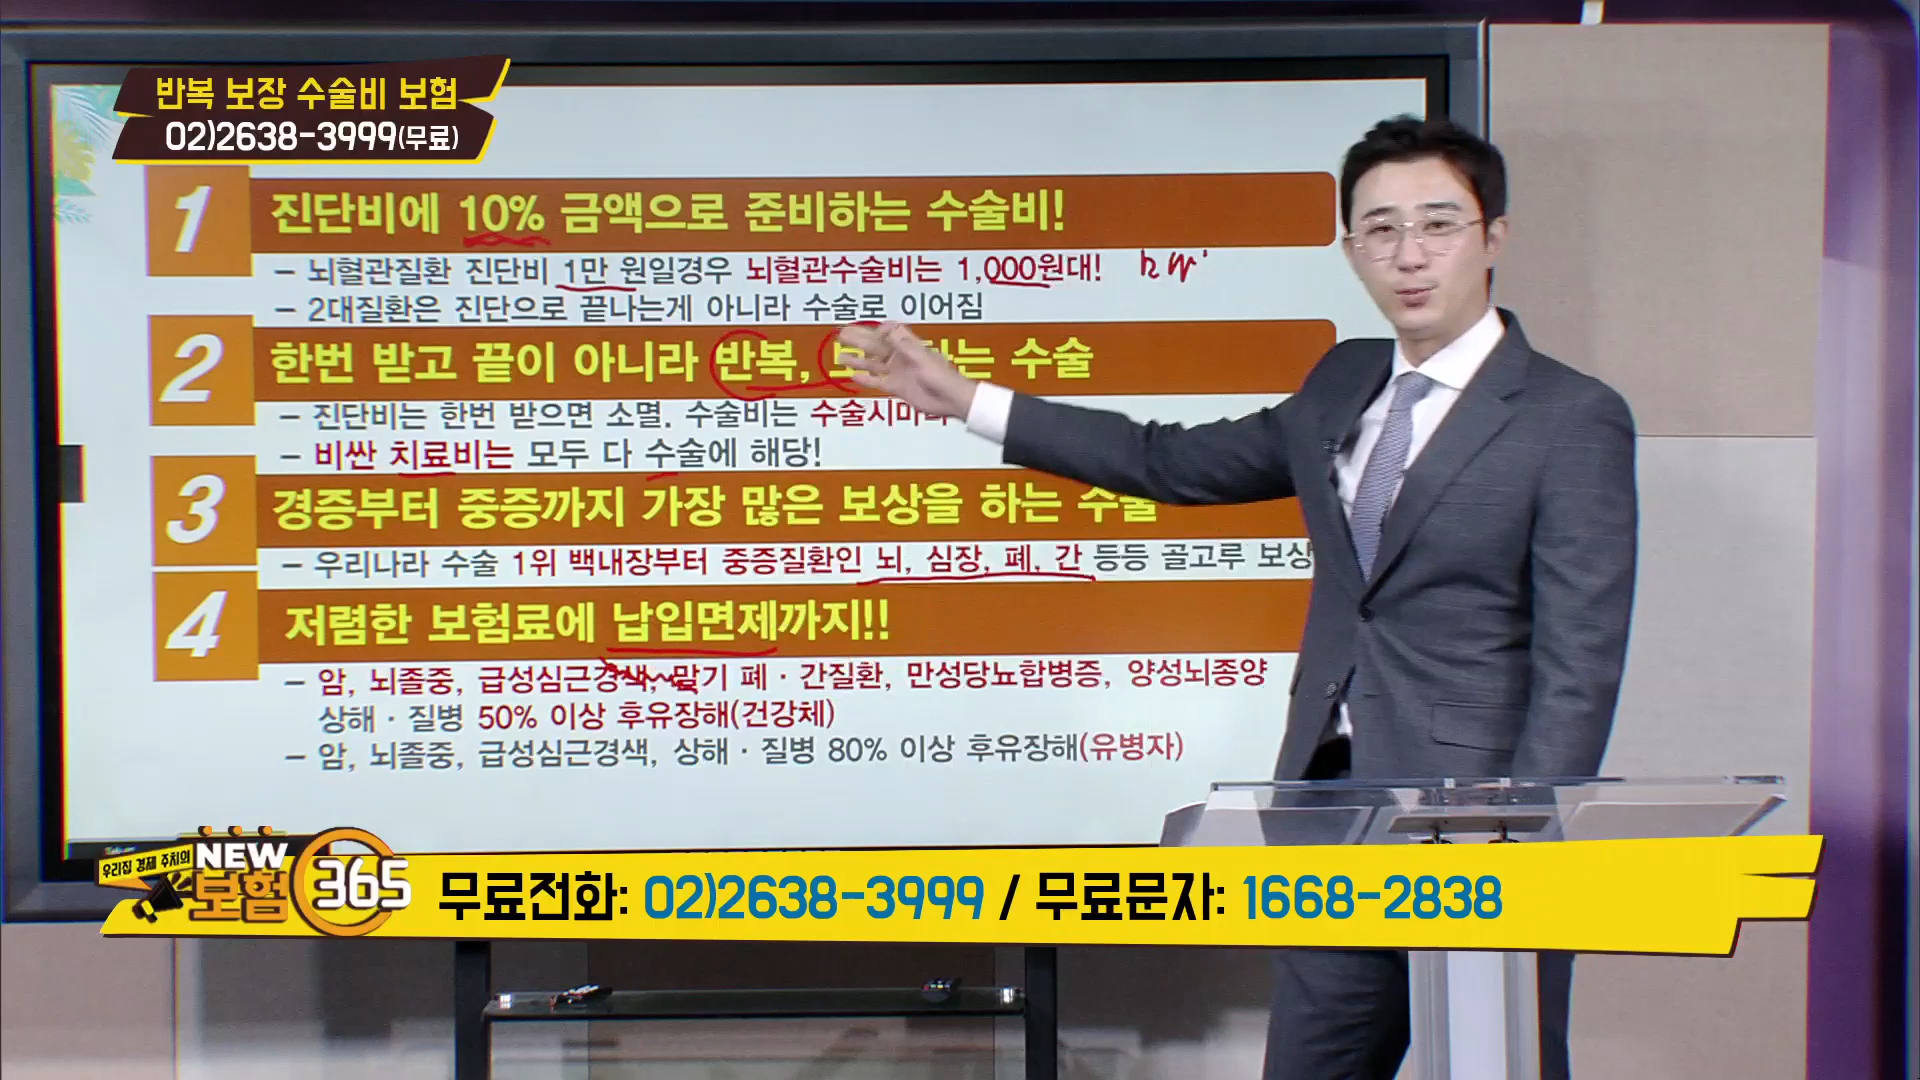 반복 보장 수술비 보험
02)2638-3999(무료)
1 진단비에 10% 금액으로 준비하는 수술비!
– 뇌혈관질환 진단비 1만 원일경우 뇌혈관수술비는 1,000원대!
– 2대질환은 진단으로 끝나는게 아니라 수술로 이어짐
2 한번 받고 끝이 아니라 반복, 하는 수술
– 진단비는 한번 받으면 소멸. 수술비는
– 비싼 치료비는 모두 다 수술에 해당!
3 경증부터 중증까지 가장 많은 보상을 하는 수술
– 우리나라 수술 1위 백내장부터 중증질환인 뇌, 심장, 폐, 간 등등 골고루 보상
4 저렴한 보험료에 납입면제까지!!
– 암, 뇌졸중, 급성심근경색, 말기 폐 · 간질환, 만성당뇨합병증, 양성뇌종양
상해 · 질병 50% 이상 후유장해(건강체)
– 암, 뇌졸중, 급성심근경색, 상해 · 질병 80% 이상 후유장해(유병자)
우리집 경제 주치의
NEW
보험 365
무료전화: 02)2638-3999 / 무료문자: 1668-2838